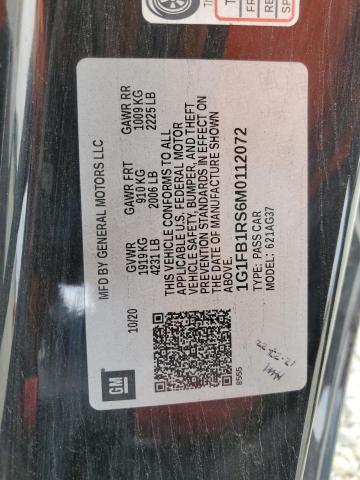 MFD BY GENERAL MOTORS LLC
10/20
GVWR GAWR FRT GAWR RR
1919 KG 910 KG 1009 KG
4231 LB 2006 LB 2225 LB
THIS VEHICLE CONFORMS TO ALL
APPLICABLE U.S. FEDERAL MOTOR
VEHICLE SAFETY, BUMPER, AND THEFT
PREVENTION STANDARDS IN EFFECT ON
THE DATE OF MANUFACTURE SHOWN
ABOVE.
1G1FB1RS6M0112072
TYPE: PASS CAR
MODEL: 621AG37
GM